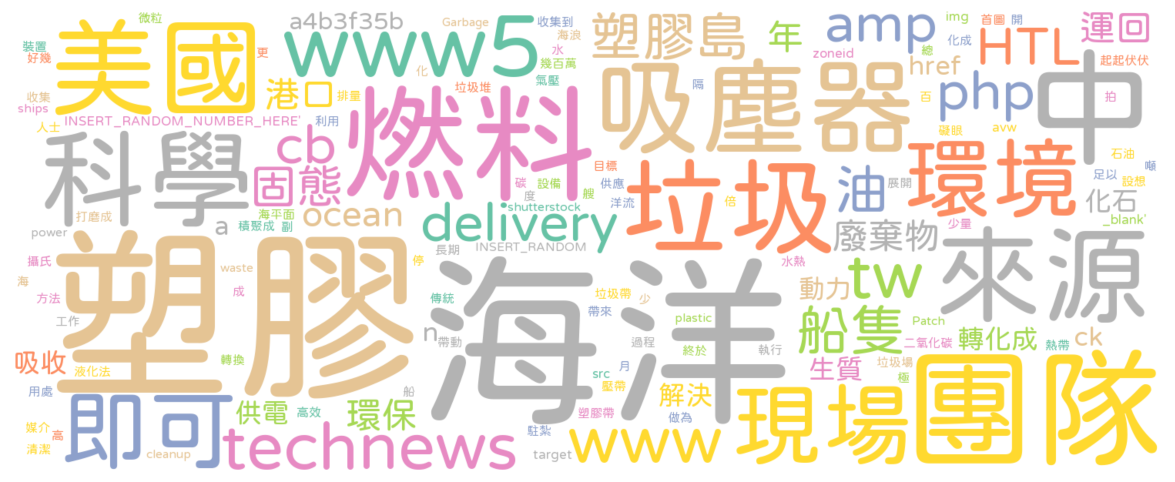 微粒
a4b3f35b
Garbage
收集到
塑膠島
年
amp
img
首圖
開
運回
裝置
好幾
美國
更
www5
海浪
水
幾百萬
氣壓
zoneid
總
化成
HTL
起起伏伏
港口
排量
化
垃圾堆
吸塵器
隔
href
百
php
中
拍
收集
ships
人士
INSERT_RANDOM_NUMBER_HERE'
利用
燃料
礙眼
avw
科學
cb
固態
目標
環境
石油
噸
碳
設備
供應
度
艘
洋流
垃圾
倍
油
展開
足以
設想
化石
打磨成
海平面
積聚成
副
a
ocean
shutterstock
delivery
廢棄物
少量
_blank'
power
長期
INSERT_RANDOM
來源
攝氏
海
waste
停
塑膠
海洋
水熱
動力
tw
方法
成
傳統
垃圾帶
少
帶來
工作
n
帶動
plastic
過程
船隻
Patch
轉化成
ck
吸收
液化法
轉換
終於
執行
二氧化碳
熱帶
src
月
生質
垃圾場
極
用處
船
壓帶
解決
團隊
即可
供電
高效
環保
塑膠帶
做為
現場
媒介
高
清潔
駐紮
cleanup
technews
target
www